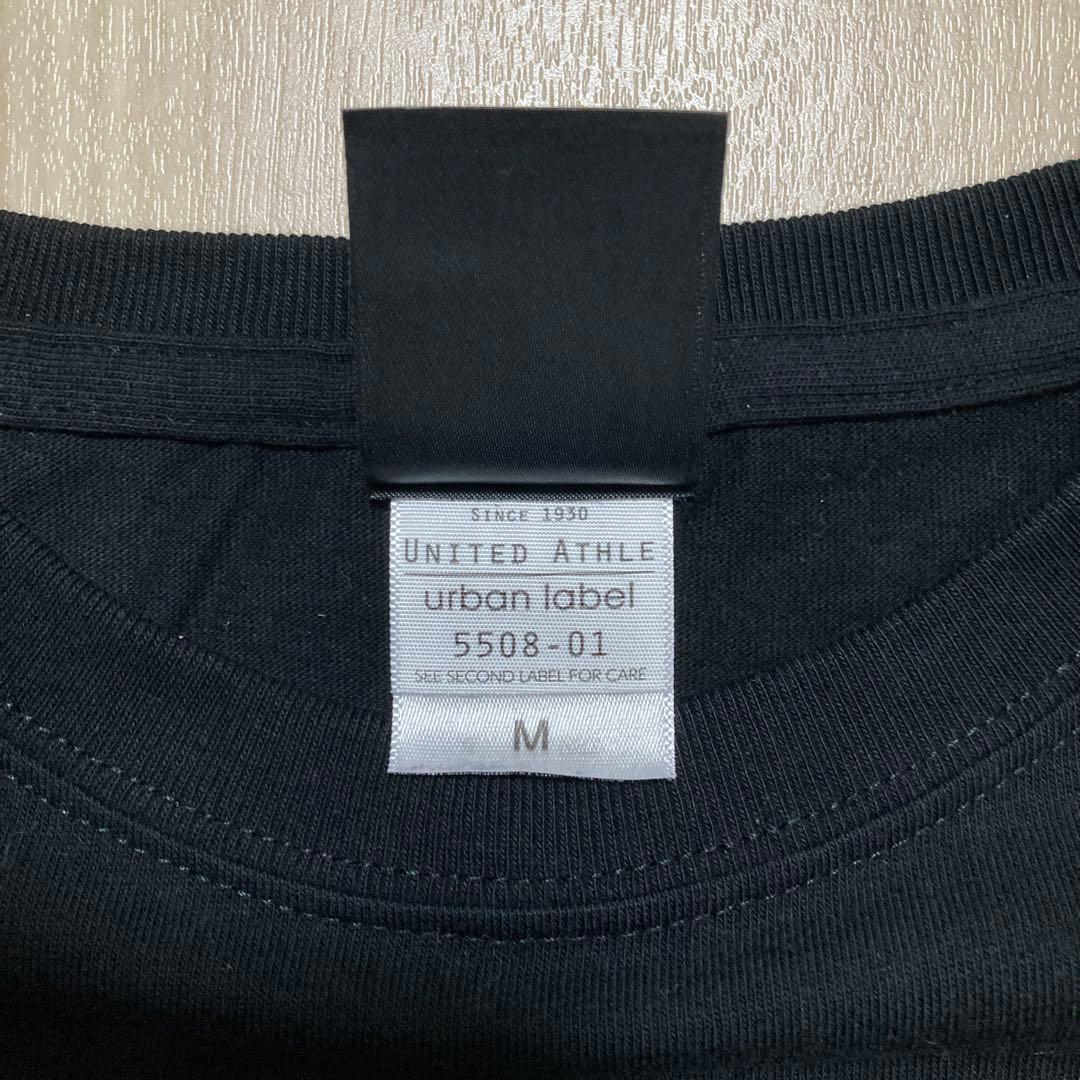 SINCE 1930
UNITED ATHLE
urban label
5508-01
SEE SECOND LABEL FOR CARE
M